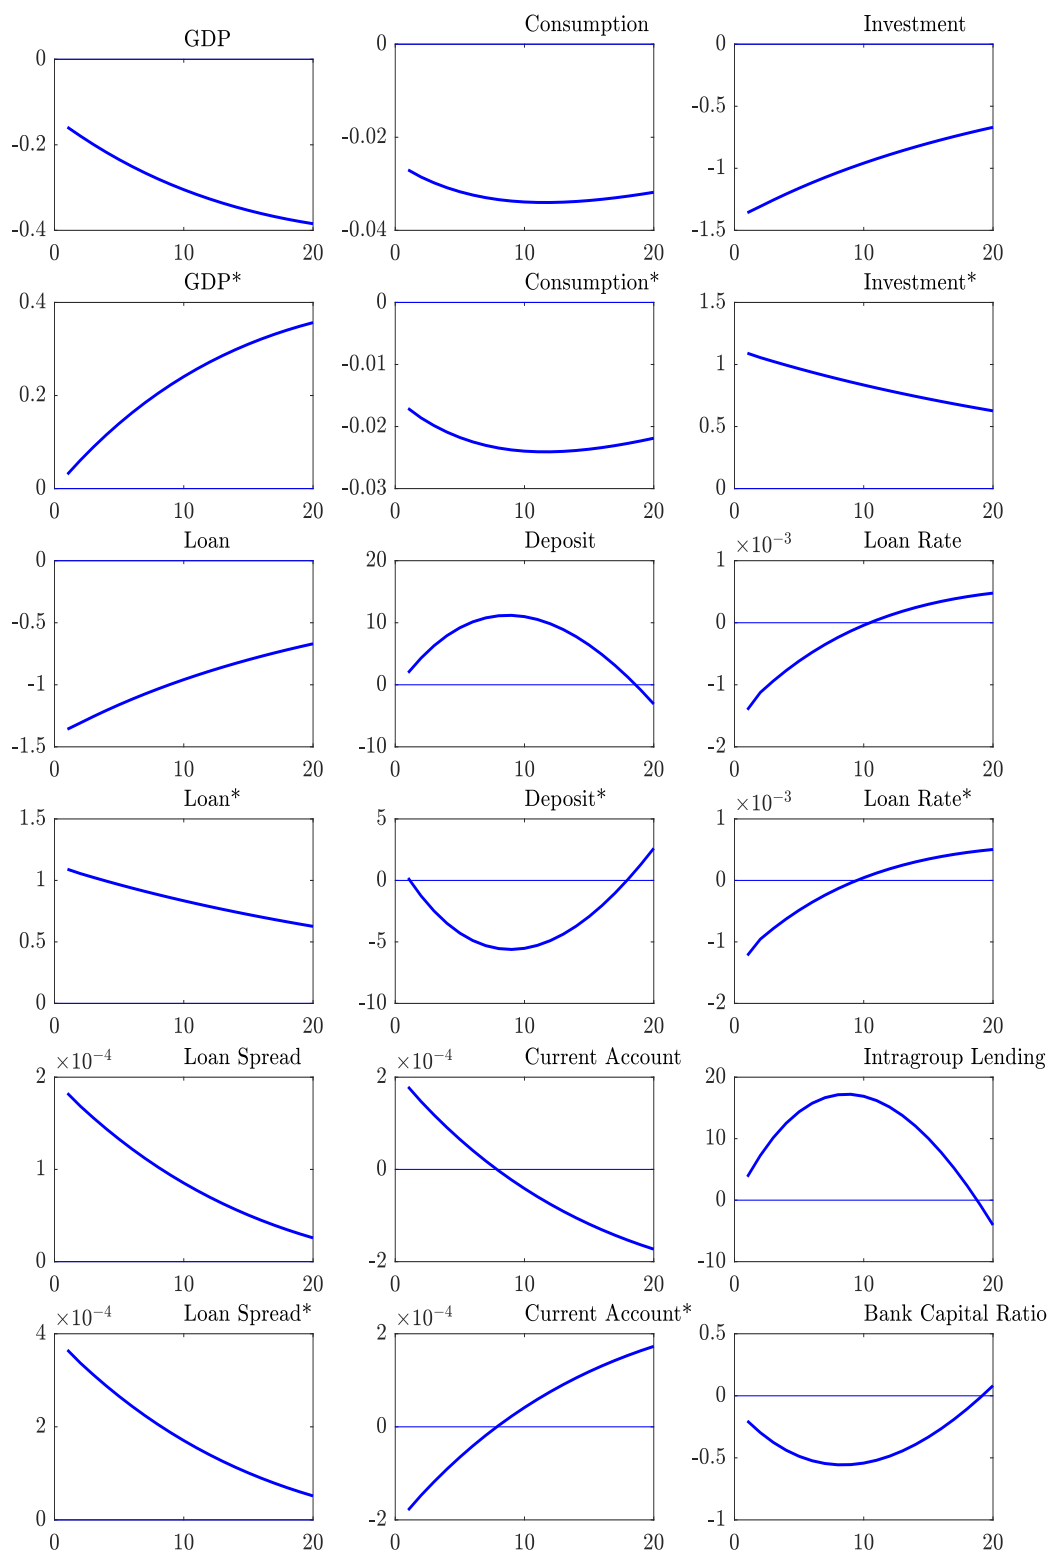 GDP Consumption Investment
0 0 0
-0.2 -0.02 -0.5
-1
-0.4 -0.04 -1.5
0 10 20 0 10 20 0 10 20
GDP* Consumption* Investment*
0.4 0 1.5
0.2 -0.01 1
-0.02 0.5
0 -0.03 0
0 10 20 0 10 20 0 10 20
Loan Deposit ×10⁻³ Loan Rate
0 20 1
-0.5 10 0
-1 0 -1
-1.5 -10 -2
0 10 20 0 10 20 0 10 20
Loan* Deposit* ×10⁻³ Loan Rate*
1.5 5 1
1 0 0
0.5 -5 -1
0 -10 -2
0 10 20 0 10 20 0 10 20
×10⁻⁴ Loan Spread ×10⁻⁴ Current Account Intragroup Lending
2 2 20
1 0 10
0
0 -2 -10
0 10 20 0 10 20 0 10 20
×10⁻⁴ Loan Spread* ×10⁻⁴ Current Account* Bank Capital Ratio
4 2 0.5
2 0 0
-0.5
0 -2 -1
0 10 20 0 10 20 0 10 20